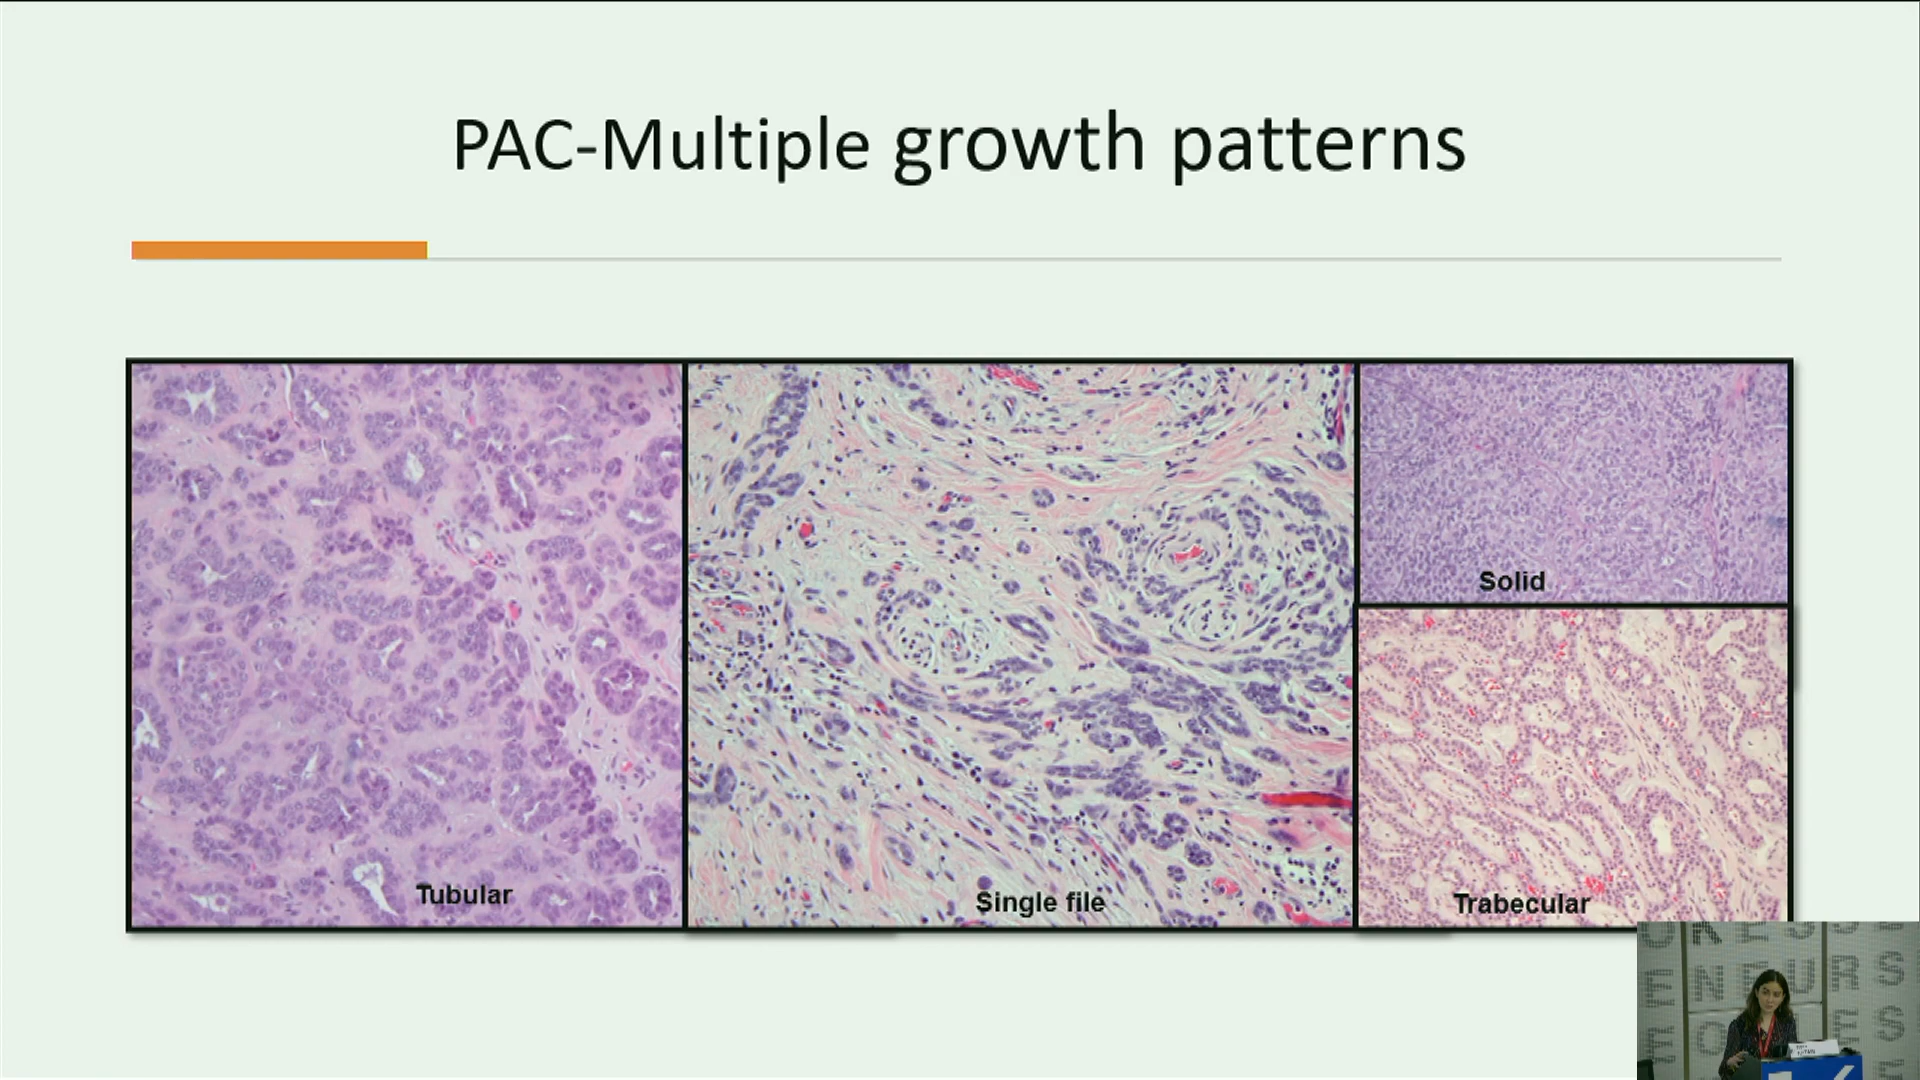 PAC-Multiple growth patterns
Tubular
Single file
Solid
Trabecular